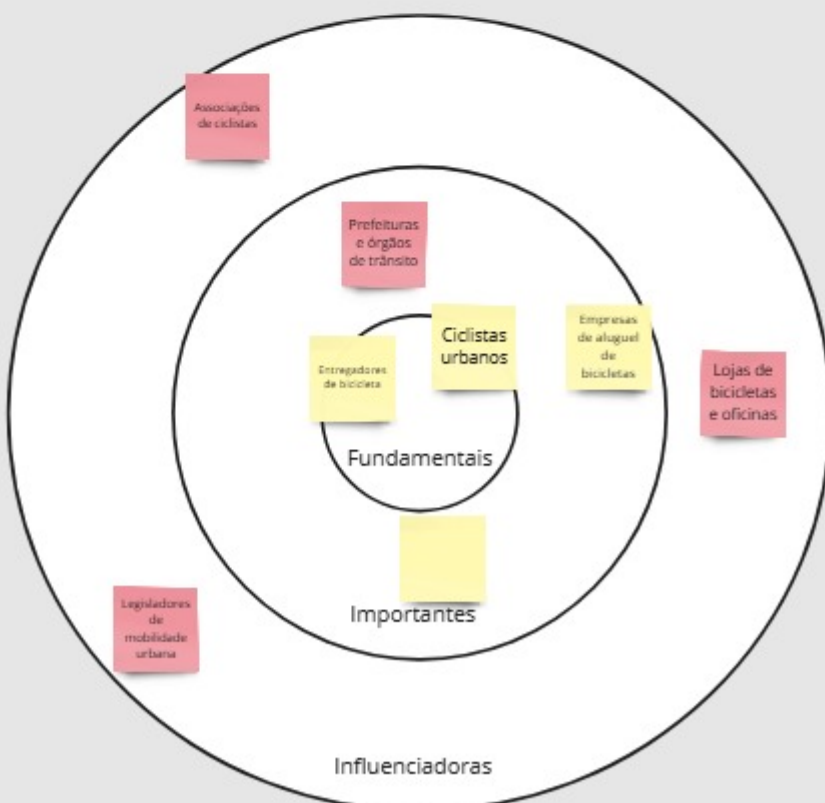 Associações
de ciclistas
Prefeituras
e órgãos
de trânsito
Ciclistas
urbanos
Empresas
de aluguel
de
bicicletas
Entregadores
de bicicleta
Lojas de
bicicletas
e oficinas
Fundamentais
Legisladores
de
mobilidade
urbana
Importantes
Influenciadoras